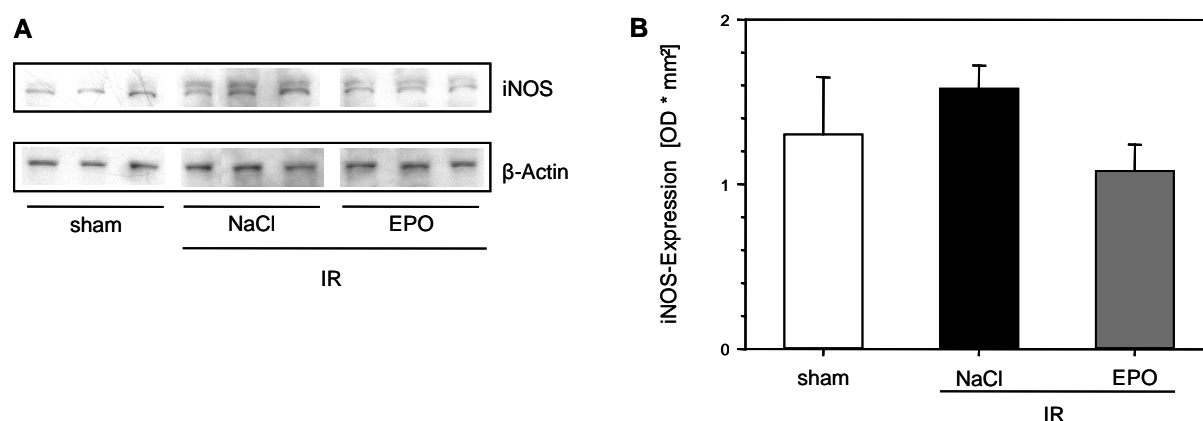 A
iNOS
β-Actin
sham NaCl EPO
IR
B
iNOS-Expression [OD * mm²]
2
1
0
sham NaCl EPO
IR